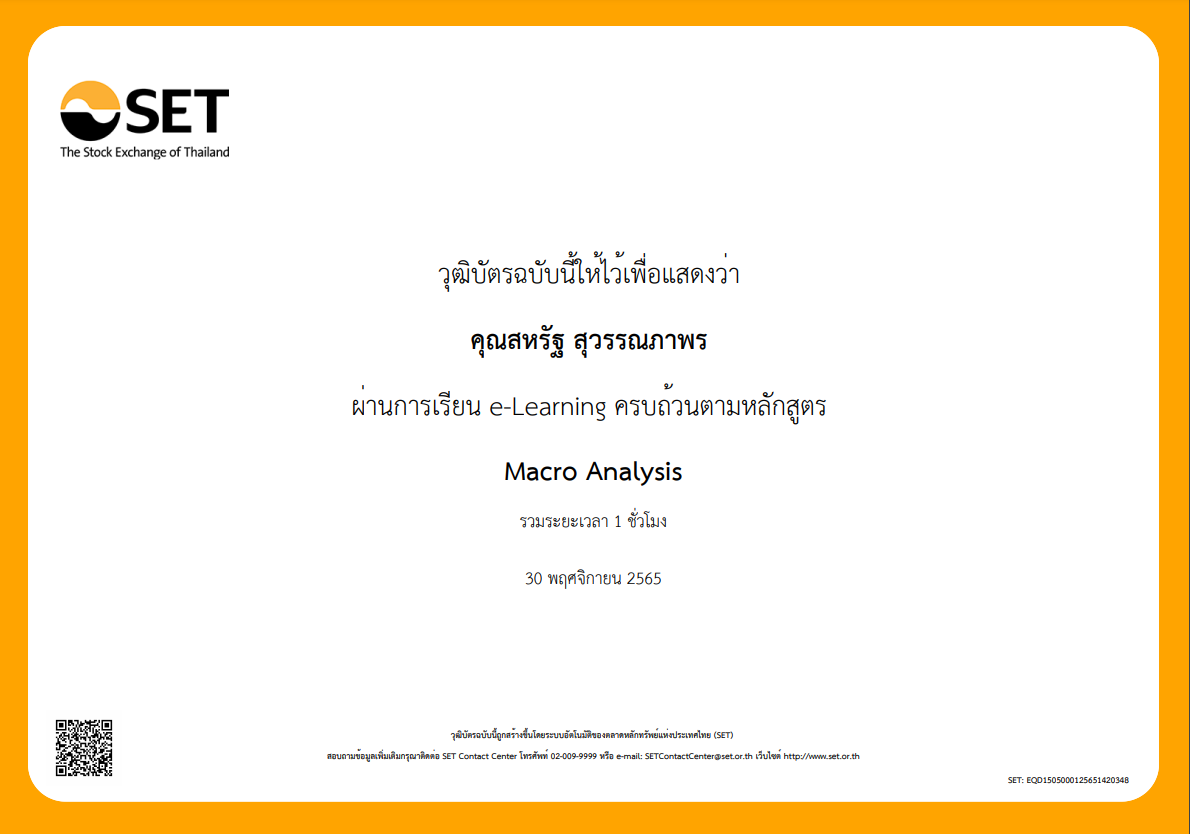 SET
The Stock Exchange of Thailand
วุฒิบัตรฉบับนี้ให้ไว้เพื่อแสดงว่า
คุณสหรัฐ สุวรรณภาพร
ผ่านการเรียน e-Learning ครบถ้วนตามหลักสูตร
Macro Analysis
รวมระยะเวลา 1 ชั่วโมง
30 พฤศจิกายน 2565
วุฒิบัตรฉบับนี้ถูกสร้างขึ้นโดยระบบอัตโนมัติของตลาดหลักทรัพย์แห่งประเทศไทย (SET)
สอบถามข้อมูลเพิ่มเติมกรุณาติดต่อ SET Contact Center โทรศัพท์ 02-009-9999 หรือ e-mail: SETContactCenter@set.or.th เว็บไซต์ http://www.set.or.th
SET: EQD1505000125651420348